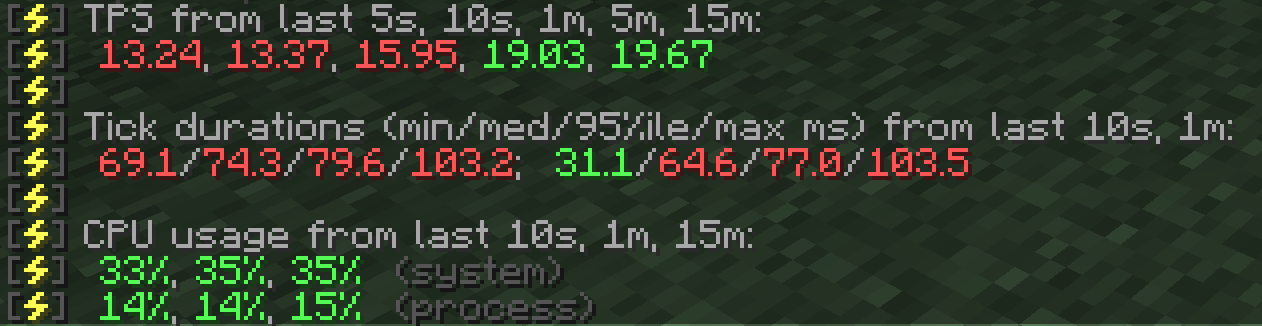 [⚡] TPS from last 5s, 10s, 1m, 5m, 15m:
[⚡] 13.24, 13.37, 15.95, 19.03, 19.67
[⚡]
[⚡] Tick durations (min/med/95%ile/max ms) from last 10s, 1m:
[⚡] 69.1/74.3/79.6/103.2; 31.1/64.6/77.0/103.5
[⚡]
[⚡] CPU usage from last 10s, 1m, 15m:
[⚡] 33%, 35%, 35% (system)
[⚡] 14%, 14%, 15% (process)